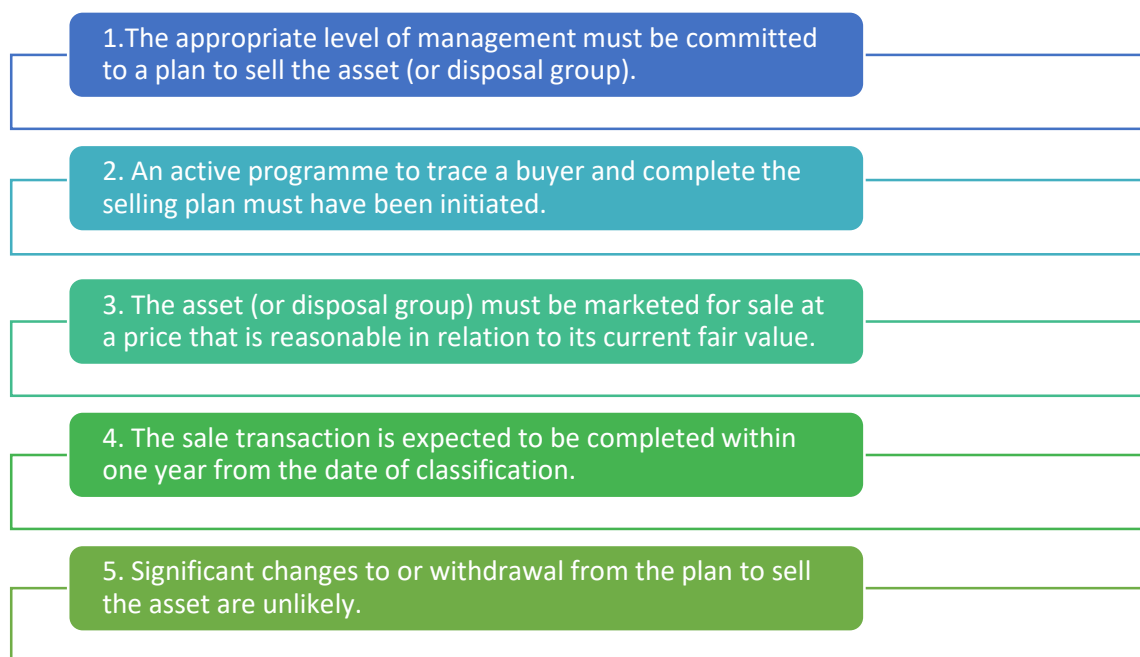 1.The appropriate level of management must be committed
to a plan to sell the asset (or disposal group).
2. An active programme to trace a buyer and complete the
selling plan must have been initiated.
3. The asset (or disposal group) must be marketed for sale at
a price that is reasonable in relation to its current fair value.
4. The sale transaction is expected to be completed within
one year from the date of classification.
5. Significant changes to or withdrawal from the plan to sell
the asset are unlikely.